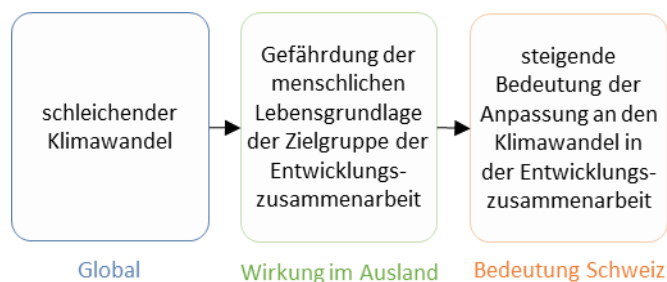 schleichender
Klimawandel
Gefährdung der
menschlichen
Lebensgrundlage
der Zielgruppe der
Entwicklungs-
zusammenarbeit
steigende
Bedeutung der
Anpassung an den
Klimawandel in
der Entwicklungs-
zusammenarbeit
Global
Wirkung im Ausland
Bedeutung Schweiz